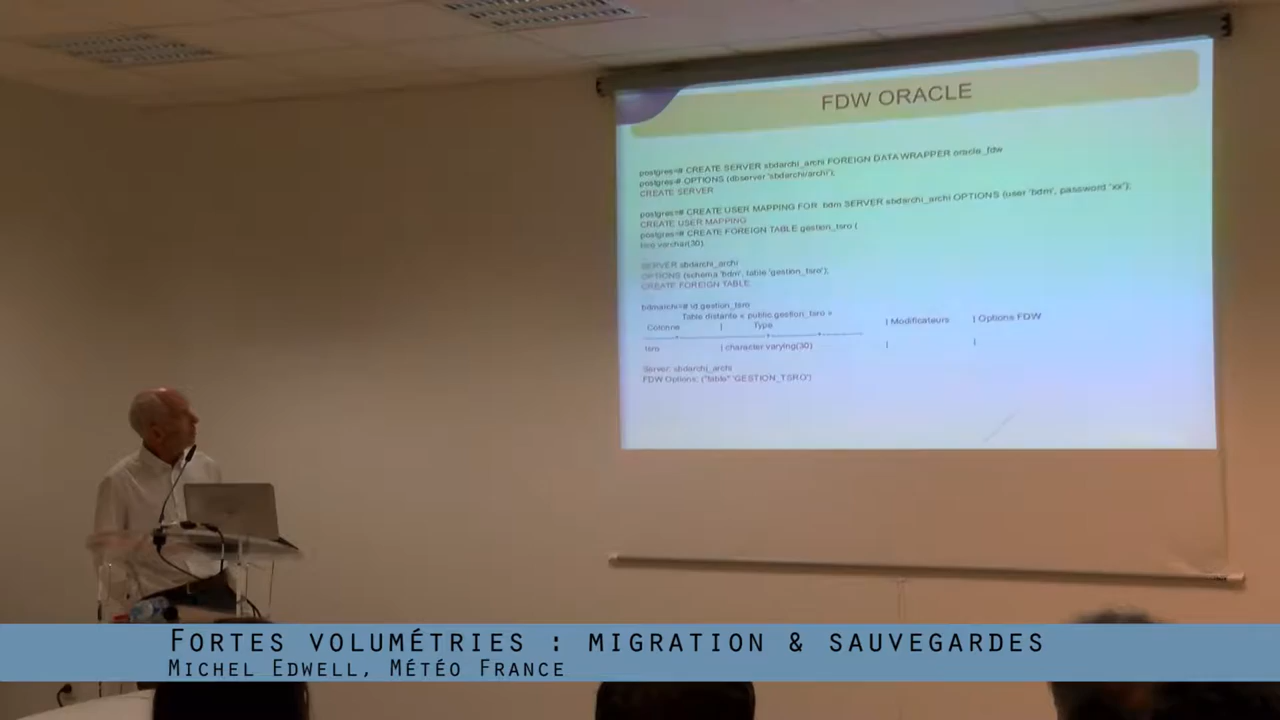 FDW ORACLE
postgres=# CREATE SERVER sbdarchi_archi FOREIGN DATA WRAPPER oracle_fdw
postgres-# OPTIONS (dbserver 'sbdarchi/archi');
CREATE SERVER
postgres=# CREATE USER MAPPING FOR bdm SERVER sbdarchi_archi OPTIONS (user 'bdm', password 'xx');
CREATE USER MAPPING
postgres=# CREATE FOREIGN TABLE gestion_tsro (
tsro varchar(30)
SERVER sbdarchi_archi
OPTIONS (schema 'bdm', table 'gestion_tsro');
CREATE FOREIGN TABLE
bdmarchi=# \d gestion_tsro
Table distante « public.gestion_tsro »
Colonne | Type | Modificateurs | Options FDW
tsro | character varying(30) | |
Server: sbdarchi_archi
FDW Options: ("table" 'GESTION_TSRO')
FORTES VOLUMÉTRIES : MIGRATION & SAUVEGARDES
MICHEL EDWELL, MÉTÉO FRANCE